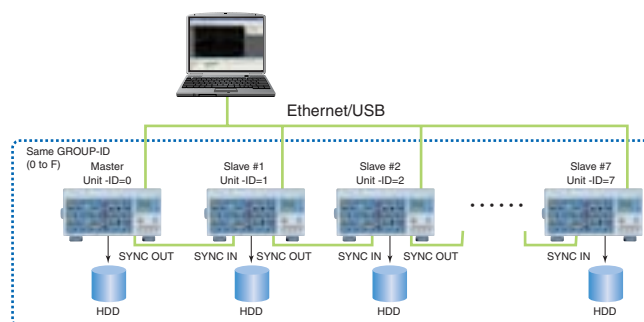 Ethernet/USB
Same GROUP-ID
(0 to F)
Master
Unit -ID=0
Slave #1
Unit -ID=1
Slave #2
Unit -ID=2
Slave #7
Unit -ID=7
......
SYNC OUT
SYNC IN
SYNC OUT
SYNC IN
SYNC OUT
SYNC IN
HDD
HDD
HDD
HDD